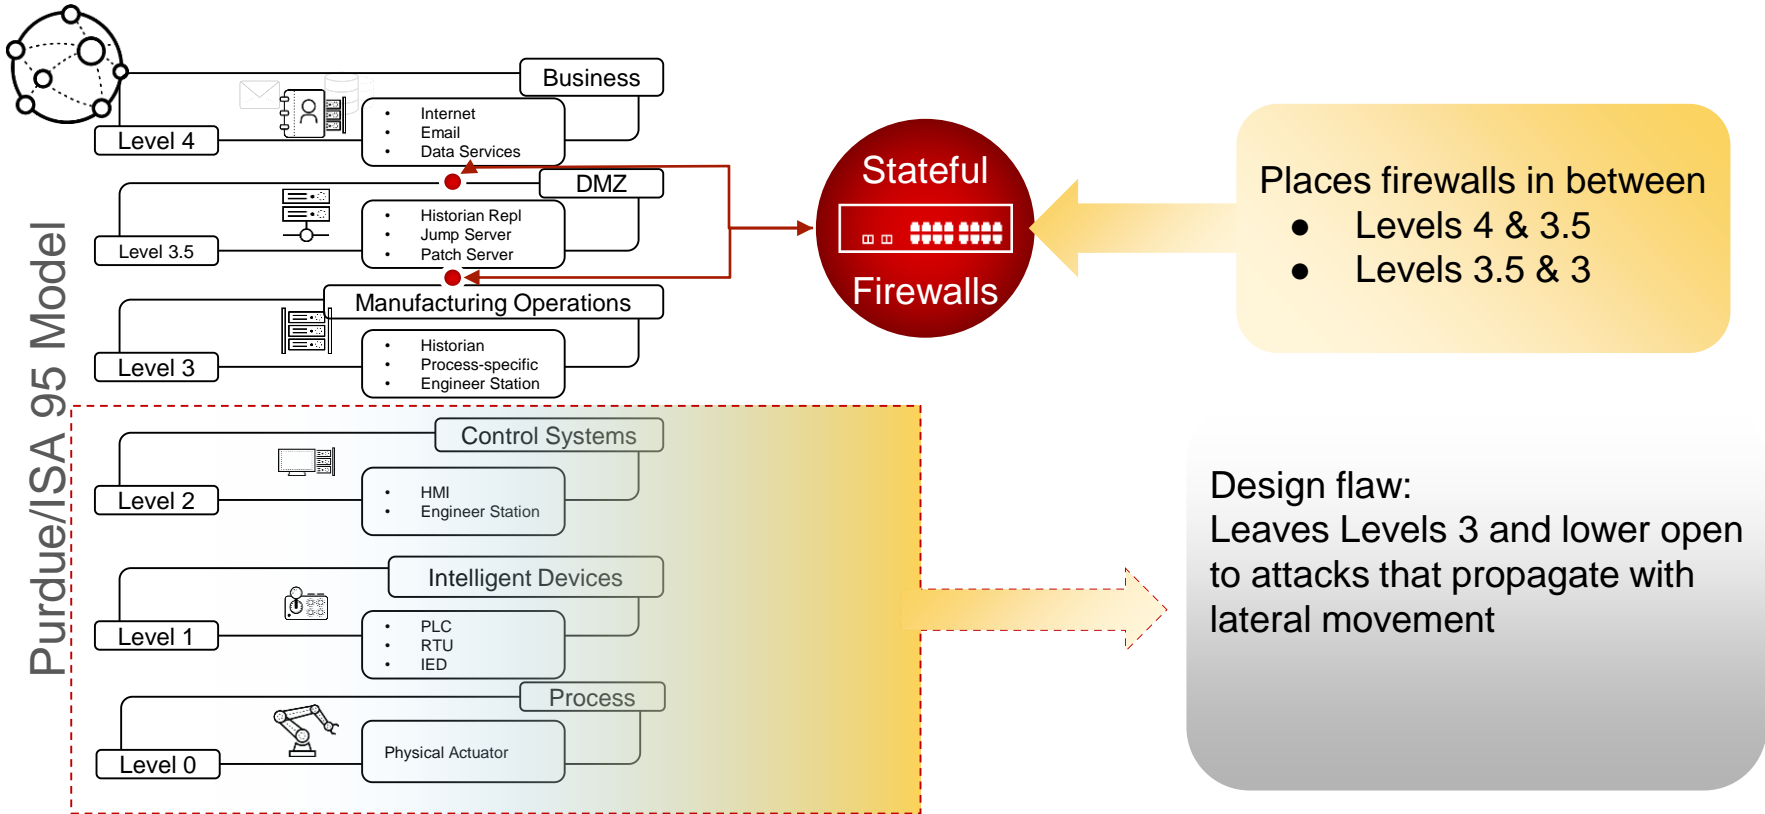 Purdue/ISA 95 Model
Business
Level 4
• Internet
• Email
• Data Services
DMZ
Level 3.5
• Historian Repl
• Jump Server
• Patch Server
Manufacturing Operations
Level 3
• Historian
• Process-specific
• Engineer Station
Control Systems
Level 2
• HMI
• Engineer Station
Intelligent Devices
Level 1
• PLC
• RTU
• IED
Process
Level 0
Physical Actuator
Stateful
Firewalls
Places firewalls in between
● Levels 4 & 3.5
● Levels 3.5 & 3
Design flaw:
Leaves Levels 3 and lower open
to attacks that propagate with
lateral movement